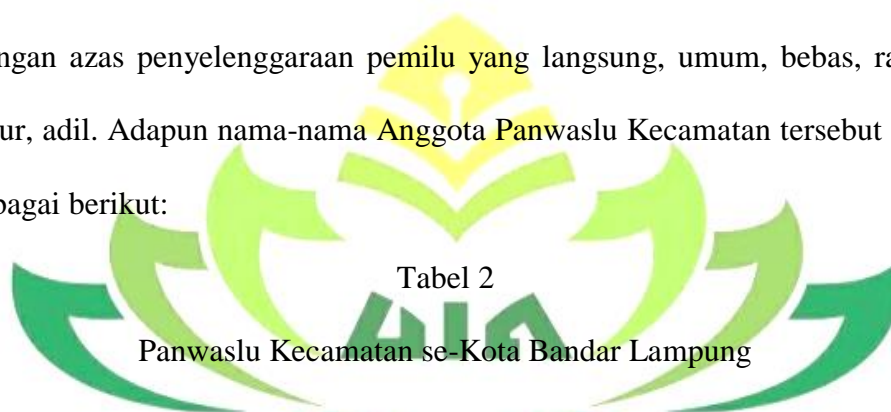 ngan azas penyelenggaraan pemilu yang langsung, umum, bebas, ra
ur, adil. Adapun nama-nama Anggota Panwaslu Kecamatan tersebut
bagai berikut:
Tabel 2
UIN
Panwaslu Kecamatan se-Kota Bandar Lampung